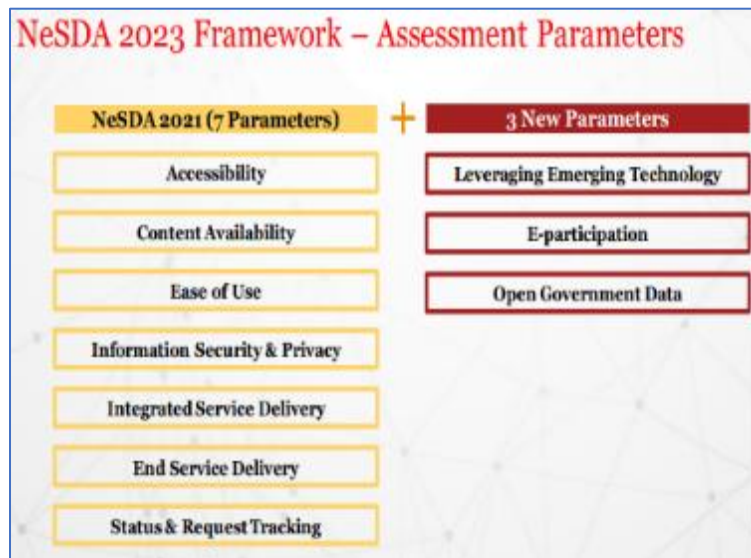 NeSDA 2023 Framework – Assessment Parameters
NeSDA 2021 (7 Parameters)
Accessibility
Content Availability
Ease of Use
Information Security & Privacy
Integrated Service Delivery
End Service Delivery
Status & Request Tracking
+
3 New Parameters
Leveraging Emerging Technology
E-participation
Open Government Data